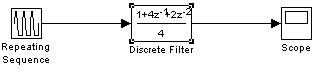 1+4z-1+2z-2
4
Repeating
Sequence
Discrete Filter
Scope